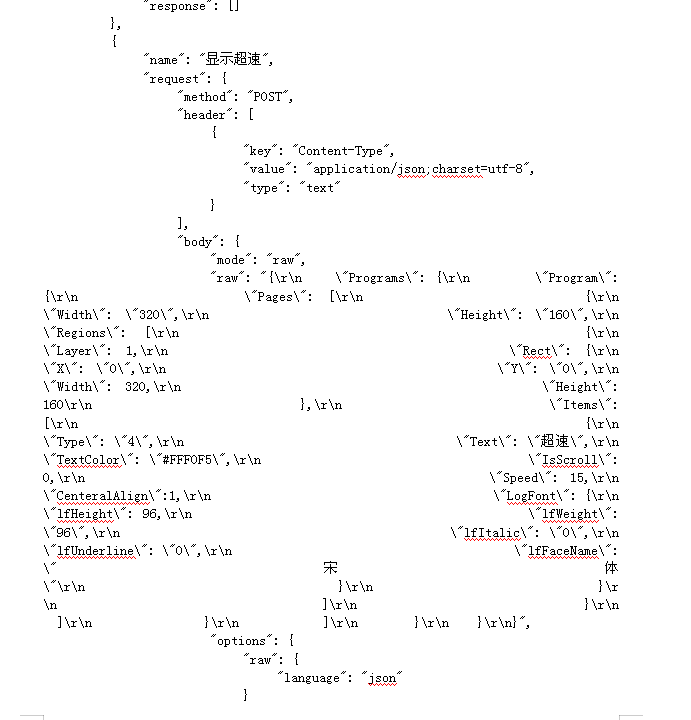 "response": []
},
{
"name": "显示超速",
"request": {
"method": "POST",
"header": [
{
"key": "Content-Type",
"value": "application/json;charset=utf-8",
"type": "text"
}
],
"body": {
"mode": "raw",
"raw": "{\r\n \"Programs\": {\r\n \"Program\":
{\r\n \"Pages\": [\r\n {\r\n
\"Width\": \"320\",\r\n \"Height\": \"160\",\r\n
\"Regions\": [\r\n {\r\n
\"Layer\": 1,\r\n \"Rect\": {\r\n
\"X\": \"0\",\r\n \"Y\": \"0\",\r\n
\"Width\": 320,\r\n \"Height\":
160\r\n },\r\n \"Items\":
[\r\n {\r\n
\"Type\": \"4\",\r\n \"Text\": \"超速\",\r\n
\"TextColor\": \"#FFF0F5\",\r\n \"IsScroll\":
0,\r\n \"Speed\": 15,\r\n
\"CenteralAlign\":1,\r\n \"LogFont\": {\r\n
\"lfHeight\": 96,\r\n \"lfWeight\":
\"96\",\r\n \"lfItalic\": \"0\",\r\n
\"lfUnderline\": \"0\",\r\n \"lfFaceName\":
\" 宋 体
\"\r\n }\r\n }\r
\n ]\r\n }\r\n
]\r\n }\r\n ]\r\n }\r\n }\r\n}",
"options": {
"raw": {
"language": "json"
}